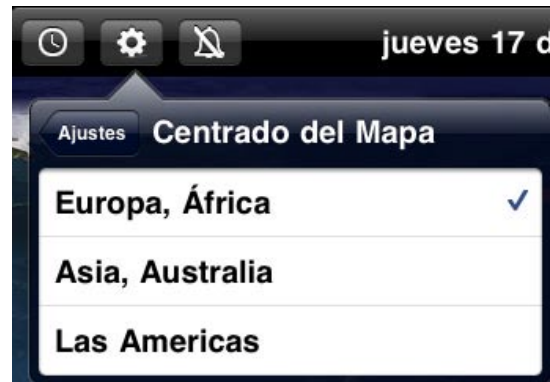 jueves 17 d
Ajustes Centrado del Mapa
Europa, África
Asia, Australia
Las Americas